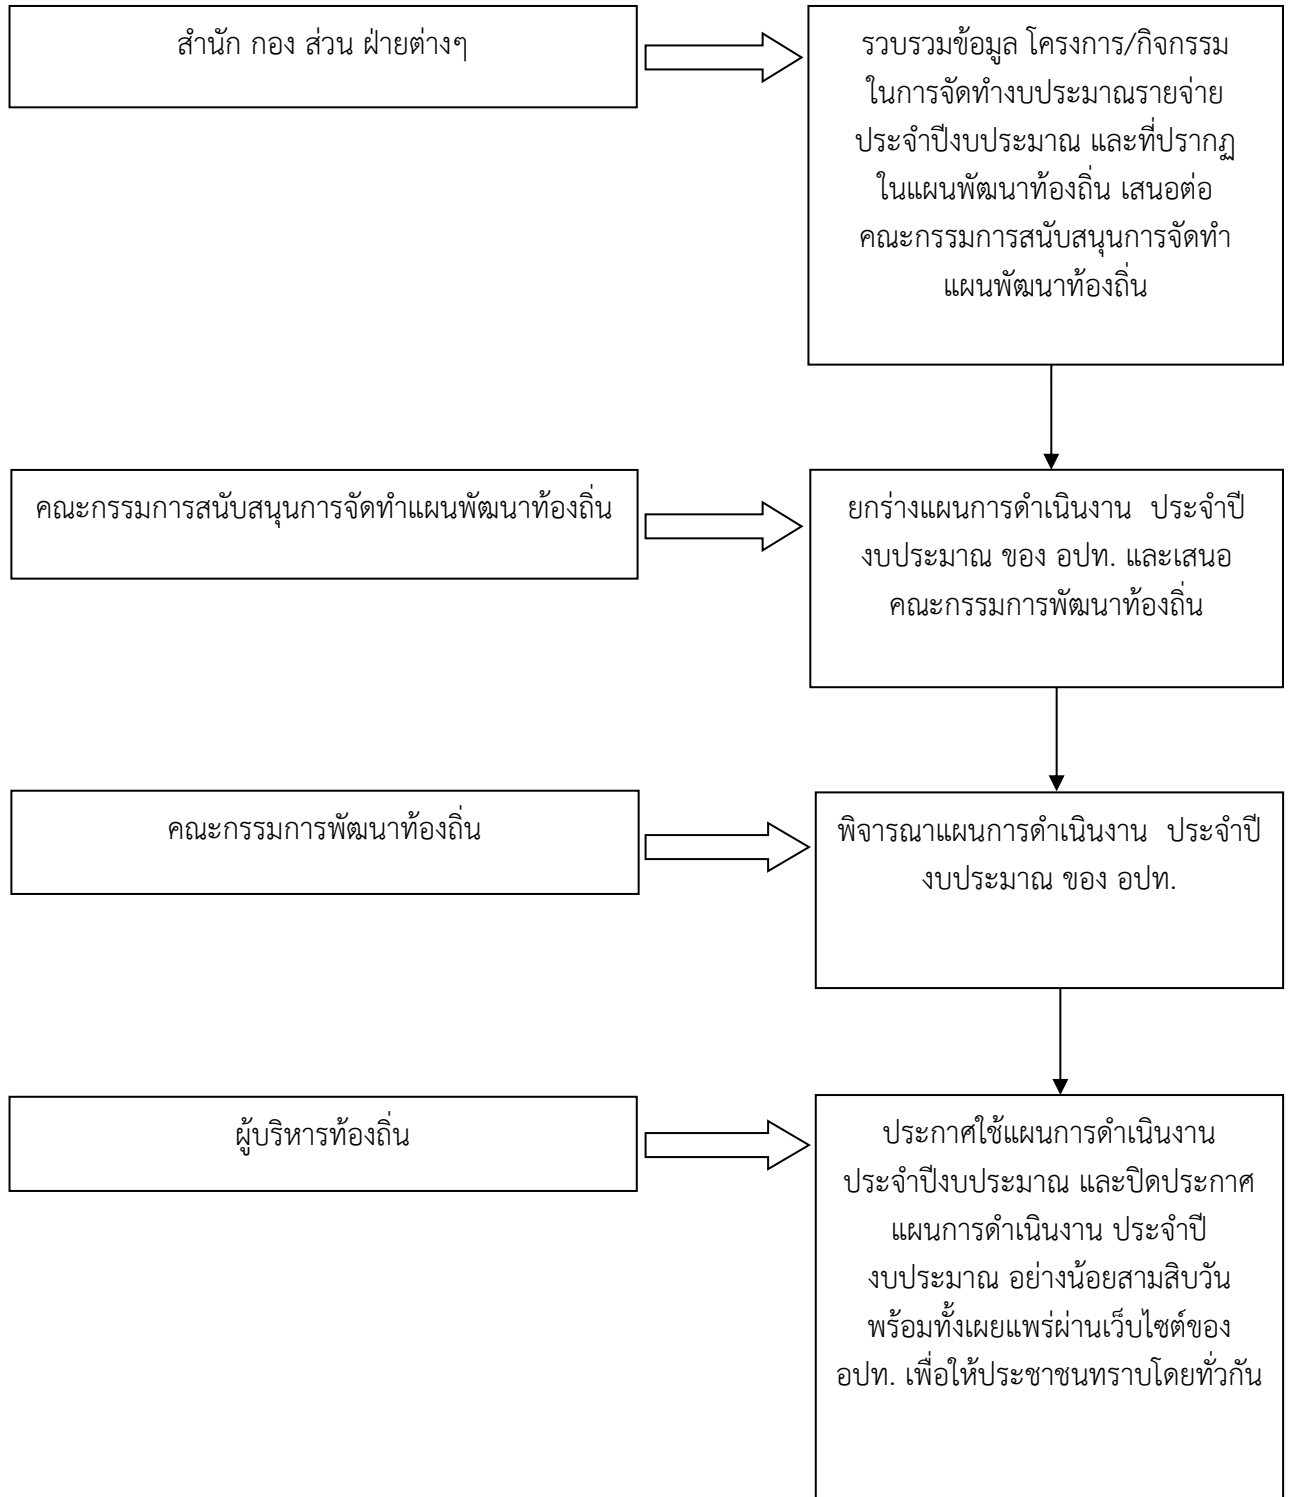 สำนัก กอง ส่วน ฝ่ายต่างๆ
รวบรวมข้อมูล โครงการ/กิจกรรม
ในการจัดทำงบประมาณรายจ่าย
ประจำปีงบประมาณ และที่ปรากฏ
ในแผนพัฒนาท้องถิ่น เสนอต่อ
คณะกรรมการสนับสนุนการจัดทำ
แผนพัฒนาท้องถิ่น
คณะกรรมการสนับสนุนการจัดทำแผนพัฒนาท้องถิ่น
ยกร่างแผนการดำเนินงาน ประจำปี
งบประมาณ ของ อปท. และเสนอ
คณะกรรมการพัฒนาท้องถิ่น
คณะกรรมการพัฒนาท้องถิ่น
พิจารณาแผนการดำเนินงาน ประจำปี
งบประมาณ ของ อปท.
ผู้บริหารท้องถิ่น
ประกาศใช้แผนการดำเนินงาน
ประจำปีงบประมาณ และปิดประกาศ
แผนการดำเนินงาน ประจำปี
งบประมาณ อย่างน้อยสามสิบวัน
พร้อมทั้งเผยแพร่ผ่านเว็บไซต์ของ
อปท. เพื่อให้ประชาชนทราบโดยทั่วกัน